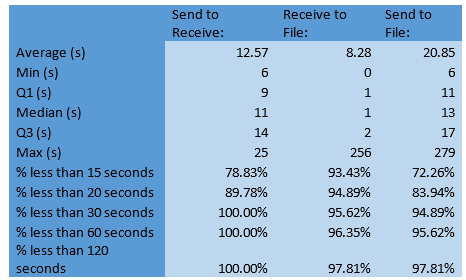 Send to Receive to Send to
Receive: File: File:
Average (s) 12.57 8.28 20.85
Min (s) 6 0 6
Q1 (s) 9 1 11
Median (s) 11 1 13
Q3 (s) 14 2 17
Max (s) 25 256 279
% less than 15 seconds 78.83% 93.43% 72.26%
% less than 20 seconds 89.78% 94.89% 83.94%
% less than 30 seconds 100.00% 95.62% 94.89%
% less than 60 seconds 100.00% 96.35% 95.62%
% less than 120
seconds 100.00% 97.81% 97.81%